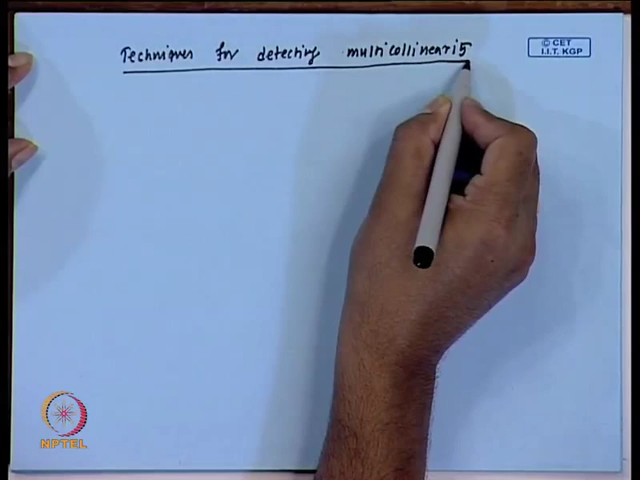 Techniques for detecting multicollinearity
© CET
I.I.T. KGP
NPTEL